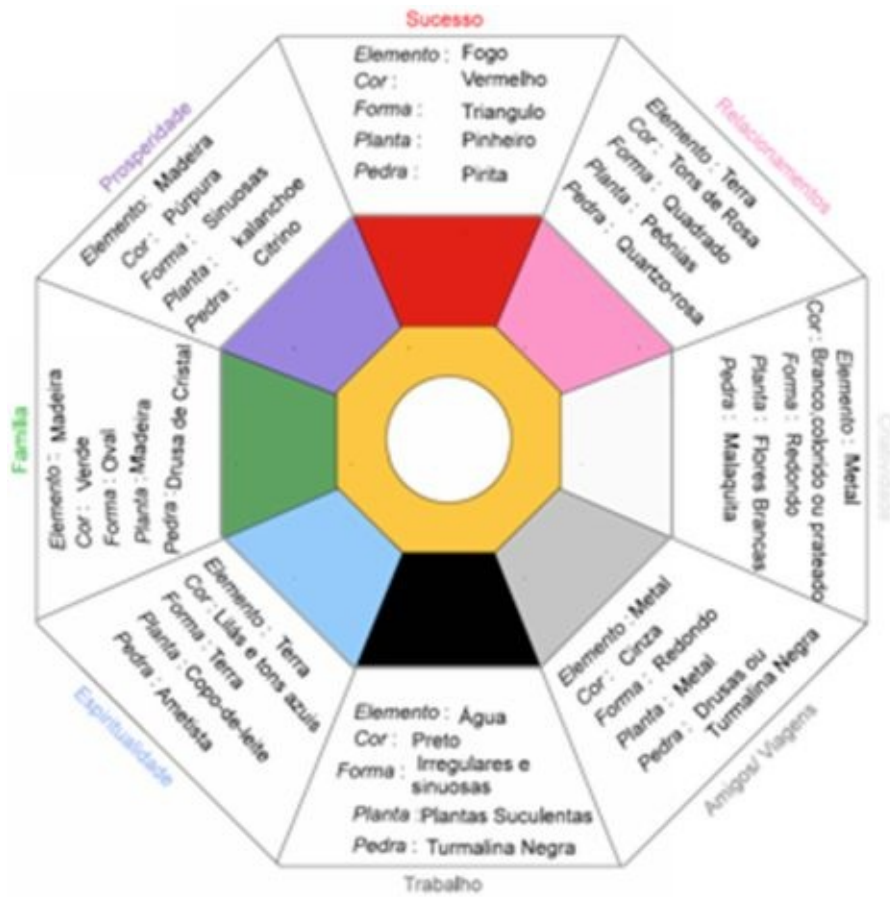 Sucesso
Elemento : Fogo
Cor : Vermelho
Forma : Triangulo
Planta : Pinheiro
Pedra : Pirita
Relacionamentos
Elemento : Terra
Cor : Tons de Rosa
Forma : Quadrado
Planta : Peônias
Pedra : Quartzo-rosa
Elemento : Metal
Cor : Branco,colorido ou prateado
Forma : Redondo
Planta : Flores Brancas
Pedra : Malaquita
Amigos/ Viagens
Elemento : Metal
Cor : Cinza
Forma : Redondo
Planta : Metal
Pedra : Drusas ou
Turmalina Negra
Elemento : Água
Cor : Preto
Forma : Irregulares e
sinuosas
Planta :Plantas Suculentas
Pedra : Turmalina Negra
Trabalho
Espiritualidade
Elemento : Terra
Cor : Lilás e tons azuis
Forma : Terra
Planta : Copo-de-leite
Pedra : Ametista
Família
Elemento : Madeira
Cor : Verde
Forma : Oval
Planta : Madeira
Pedra : Drusa de Cristal
Prosperidade
Elemento: Madeira
Cor : Púrpura
Forma : Sinuosas
Planta : kalanchoe
Pedra : Citrino